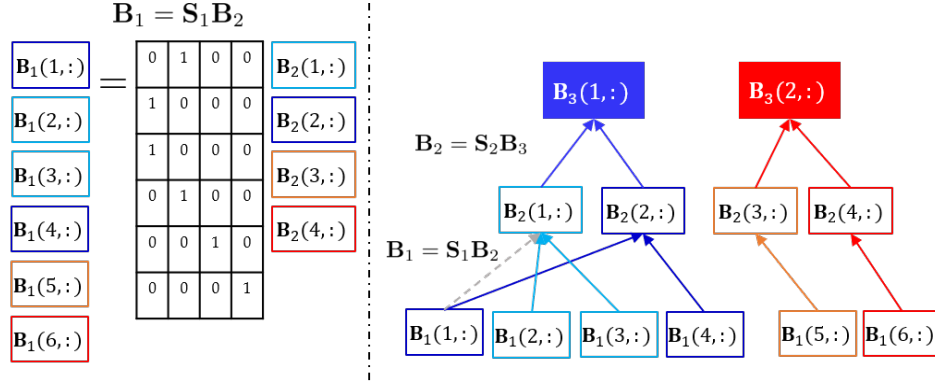 B₁ = S₁B₂
B₁(1,:)
B₁(2,:)
B₁(3,:)
B₁(4,:)
B₁(5,:)
B₁(6,:)
=
0 1 0 0
1 0 0 0
1 0 0 0
0 1 0 0
0 0 1 0
0 0 0 1
B₂(1,:)
B₂(2,:)
B₂(3,:)
B₂(4,:)
B₃(1,:) B₃(2,:)
B₂ = S₂B₃
B₂(1,:) B₂(2,:) B₂(3,:) B₂(4,:)
B₁ = S₁B₂
B₁(1,:) B₁(2,:) B₁(3,:) B₁(4,:) B₁(5,:) B₁(6,:)